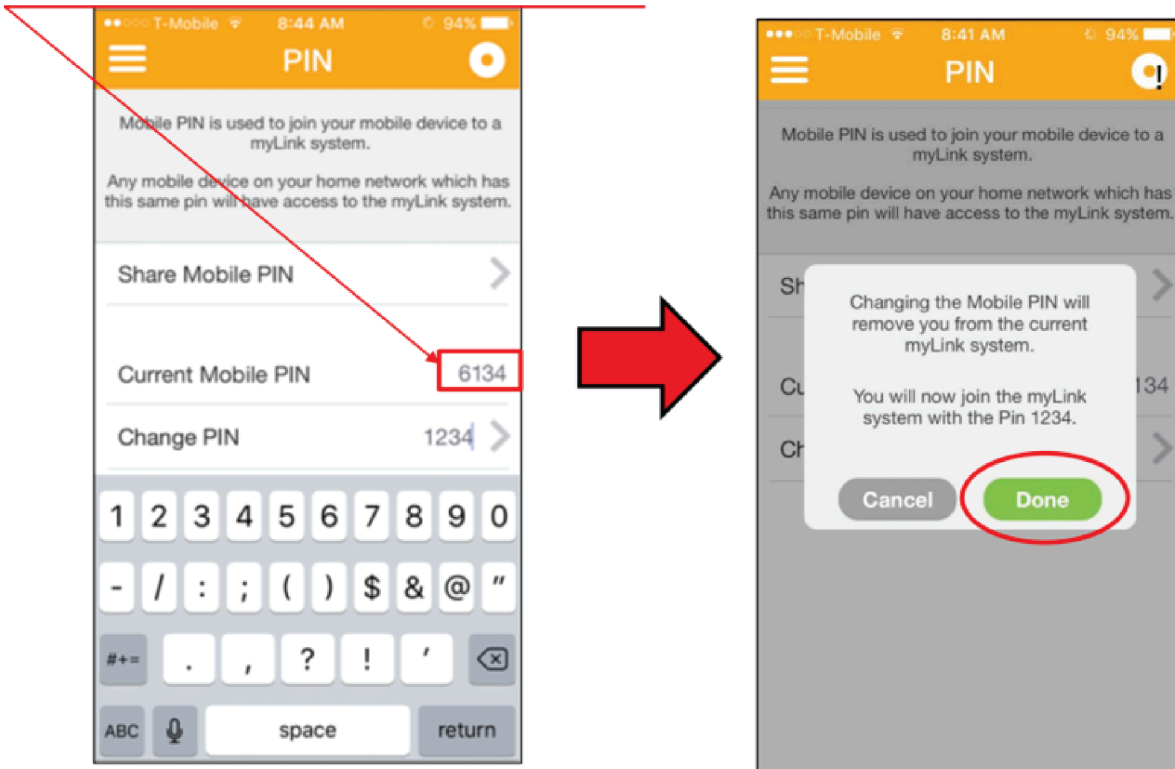 T-Mobile 8:44 AM 94%
PIN
Mobile PIN is used to join your mobile device to a
myLink system.
Any mobile device on your home network which has
this same pin will have access to the myLink system.
Share Mobile PIN
Current Mobile PIN 6134
Change PIN 1234
1 2 3 4 5 6 7 8 9 0
- / : ; ( ) $ & @ "
#+= . , ? ! ' 
ABC space return
T-Mobile 8:41 AM 94%
PIN
!
Mobile PIN is used to join your mobile device to a
myLink system.
Any mobile device on your home network which has
this same pin will have access to the myLink system.
Sh
Changing the Mobile PIN will
remove you from the current
myLink system.
Cu 134
You will now join the myLink
system with the Pin 1234.
Ch
Cancel Done